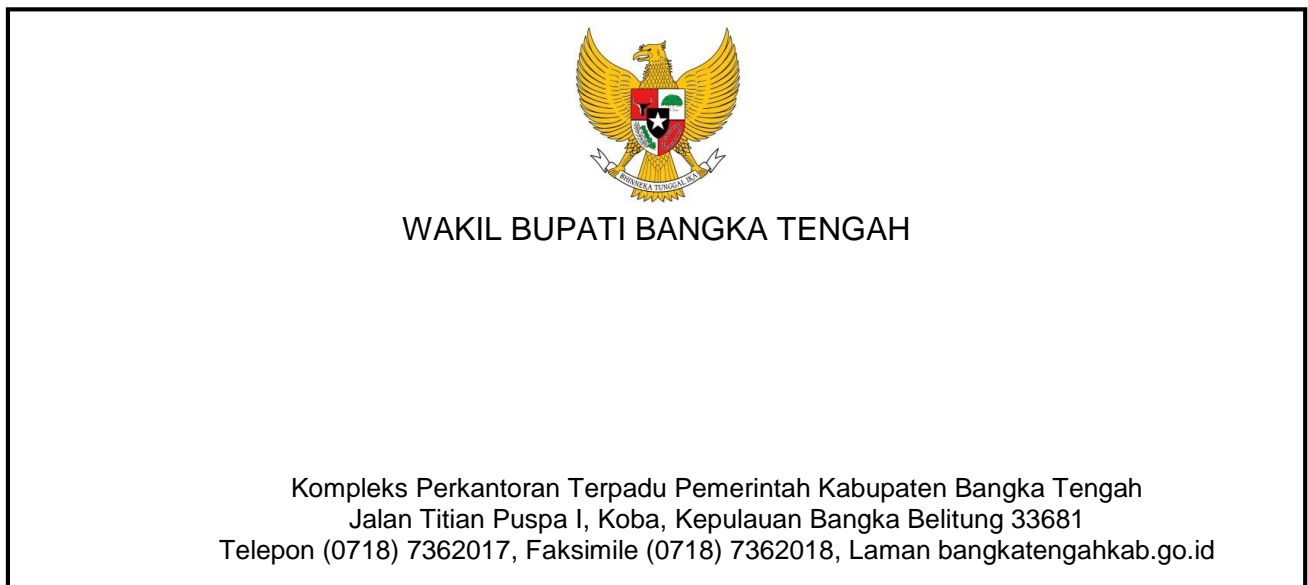 BHINNEKA TUNGGAL IKA
WAKIL BUPATI BANGKA TENGAH
Kompleks Perkantoran Terpadu Pemerintah Kabupaten Bangka Tengah
Jalan Titian Puspa I, Koba, Kepulauan Bangka Belitung 33681
Telepon (0718) 7362017, Faksimile (0718) 7362018, Laman bangkatengahkab.go.id